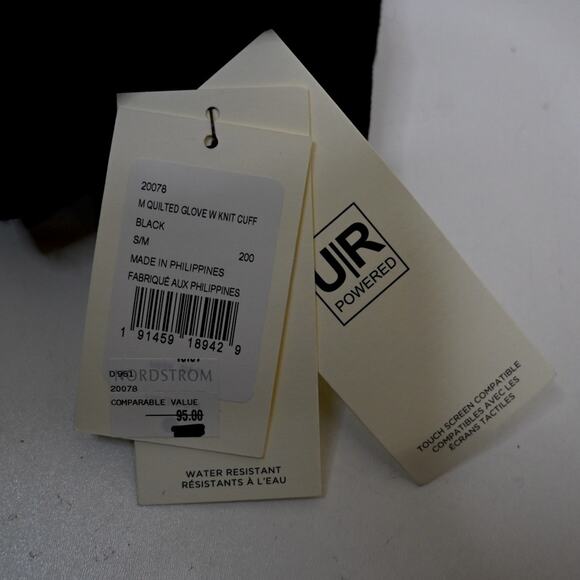 20078
M QUILTED GLOVE W KNIT CUFF
BLACK
S/M 200
MADE IN PHILIPPINES
FABRIQUÉ AUX PHILIPPINES
1 91459 18942 9
NORDSTROM
20078
COMPARABLE VALUE
95.00
WATER RESISTANT
RÉSISTANTS À L'EAU
U|R
POWERED
TOUCH SCREEN COMPATIBLE
COMPATIBLES AVEC LES
ÉCRANS TACTILES